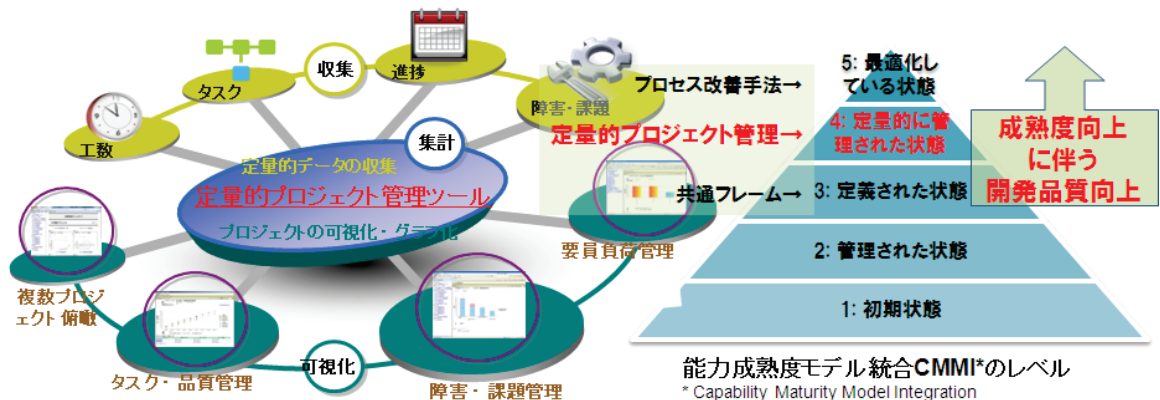 収集
進捗
タスク
工数
障害・課題
集計
定量的データの収集
定量的プロジェクト管理ツール
プロジェクトの可視化・グラフ化
要員負荷管理
複数プロジ
ェクト俯瞰
タスク・品質管理
可視化
障害・課題管理
プロセス改善手法→
定量的プロジェクト管理→
共通フレーム→
5: 最適化し
ている状態
4: 定量的に管
理された状態
3: 定義された状態
2: 管理された状態
1: 初期状態
成熟度向上
に伴う
開発品質向上
能力成熟度モデル統合CMMI*のレベル
* Capability Maturity Model Integration